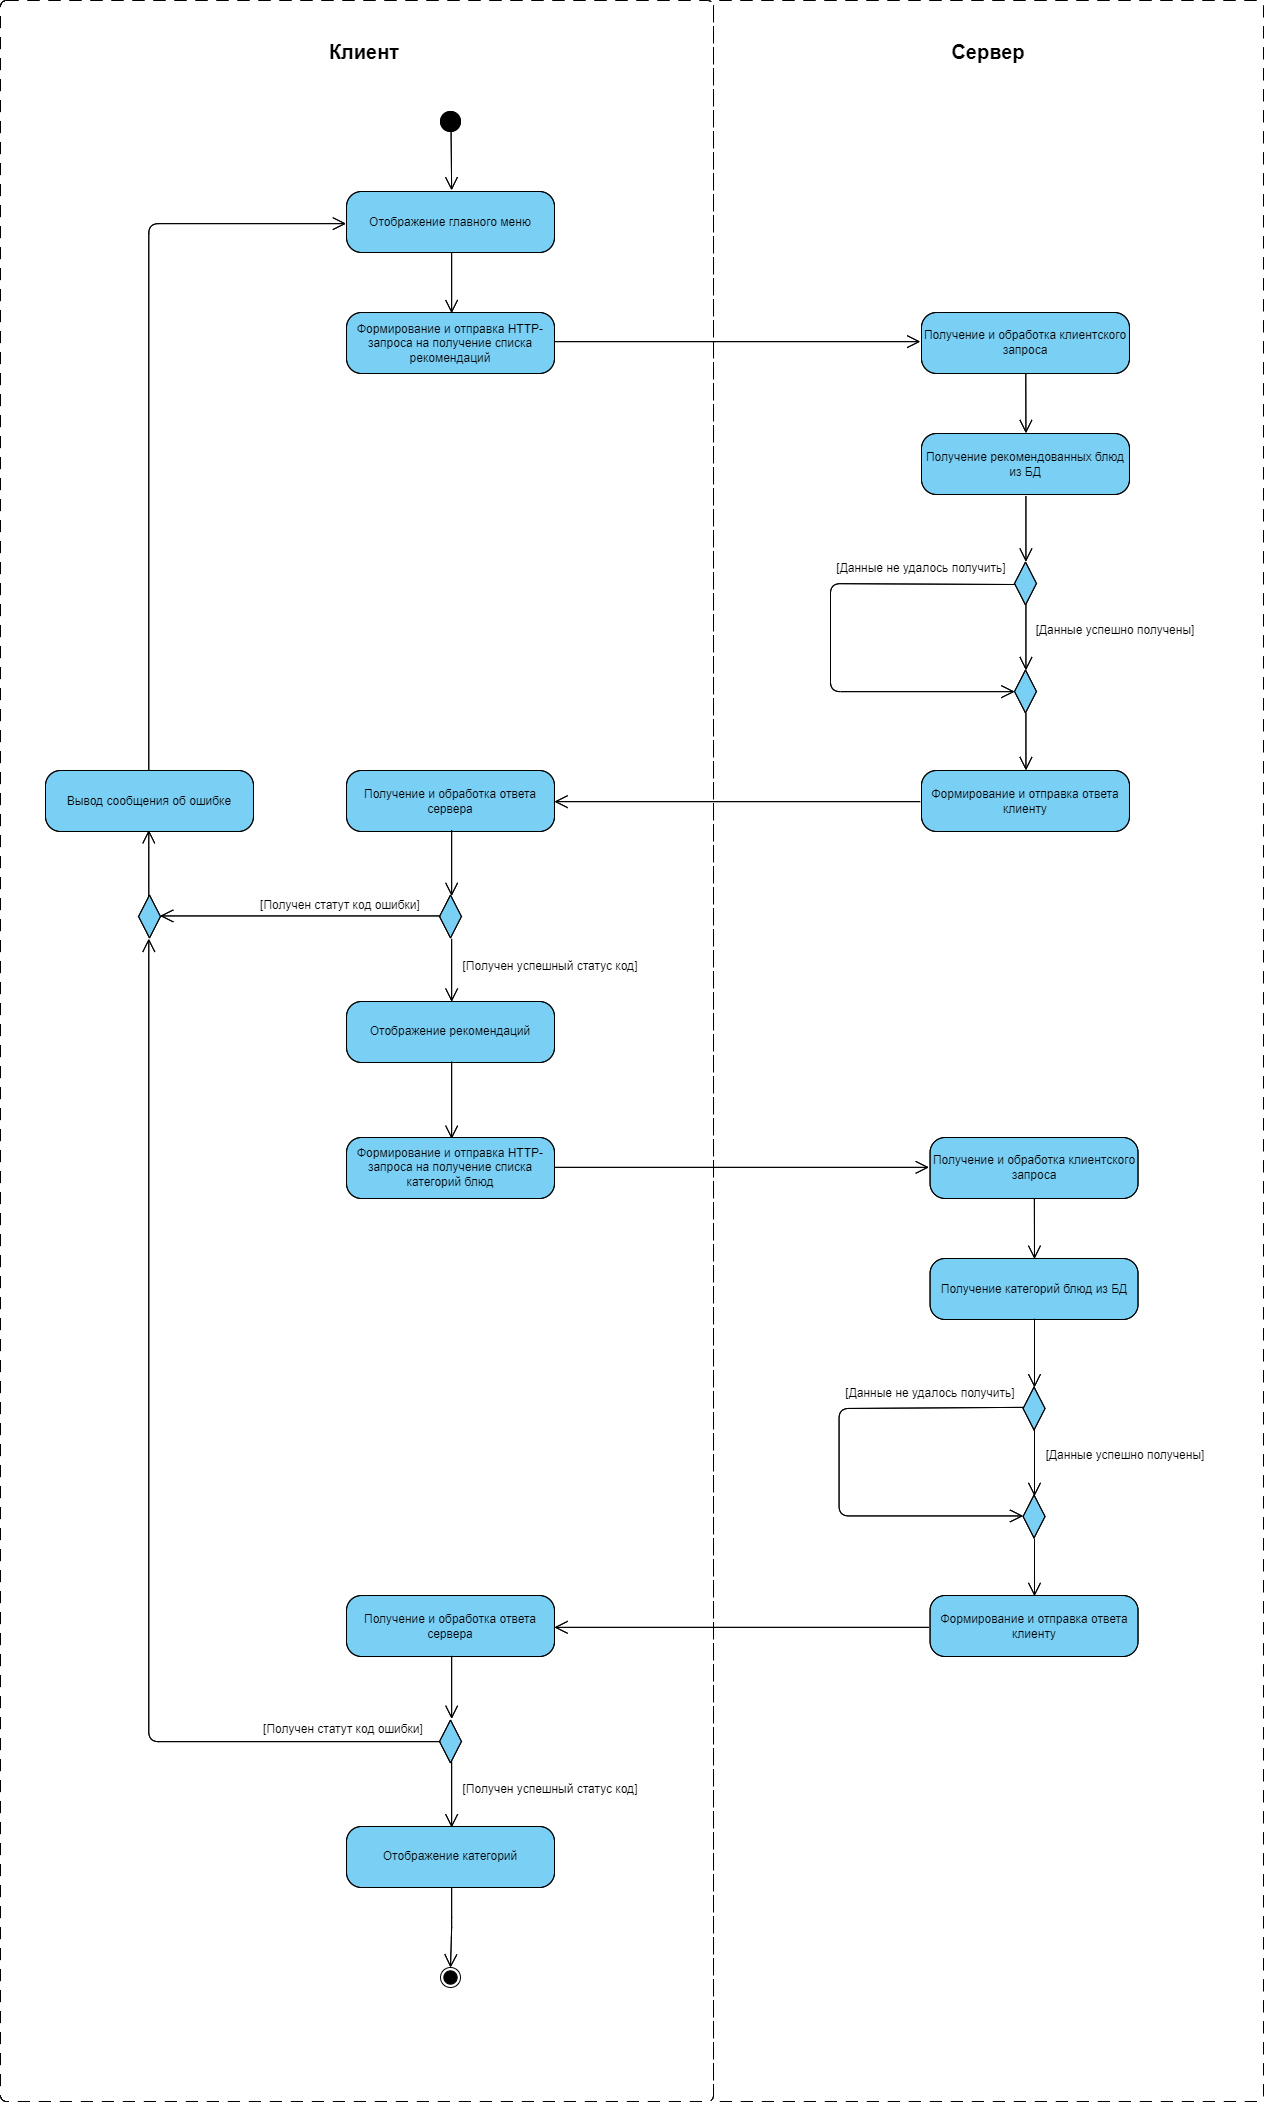 Клиент
Сервер
Отображение главного меню
Формирование и отправка HTTP-
запроса на получение списка
рекомендаций
Получение и обработка клиентского
запроса
Получение рекомендованных блюд
из БД
[Данные не удалось получить]
[Данные успешно получены]
Вывод сообщения об ошибке
Получение и обработка ответа
сервера
Формирование и отправка ответа
клиенту
[Получен статут код ошибки]
[Получен успешный статус код]
Отображение рекомендаций
Формирование и отправка HTTP-
запроса на получение списка
категорий блюд
Получение и обработка клиентского
запроса
Получение категорий блюд из БД
[Данные не удалось получить]
[Данные успешно получены]
Получение и обработка ответа
сервера
Формирование и отправка ответа
клиенту
[Получен статут код ошибки]
[Получен успешный статус код]
Отображение категорий